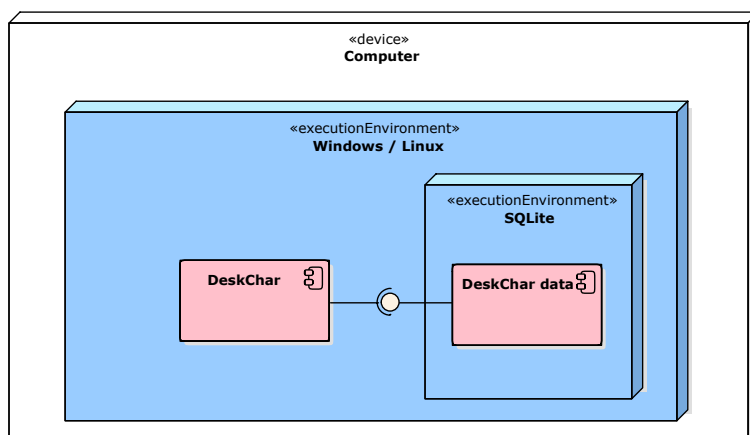 «device»
Computer
«executionEnvironment»
Windows / Linux
«executionEnvironment»
SQLite
DeskChar
DeskChar data